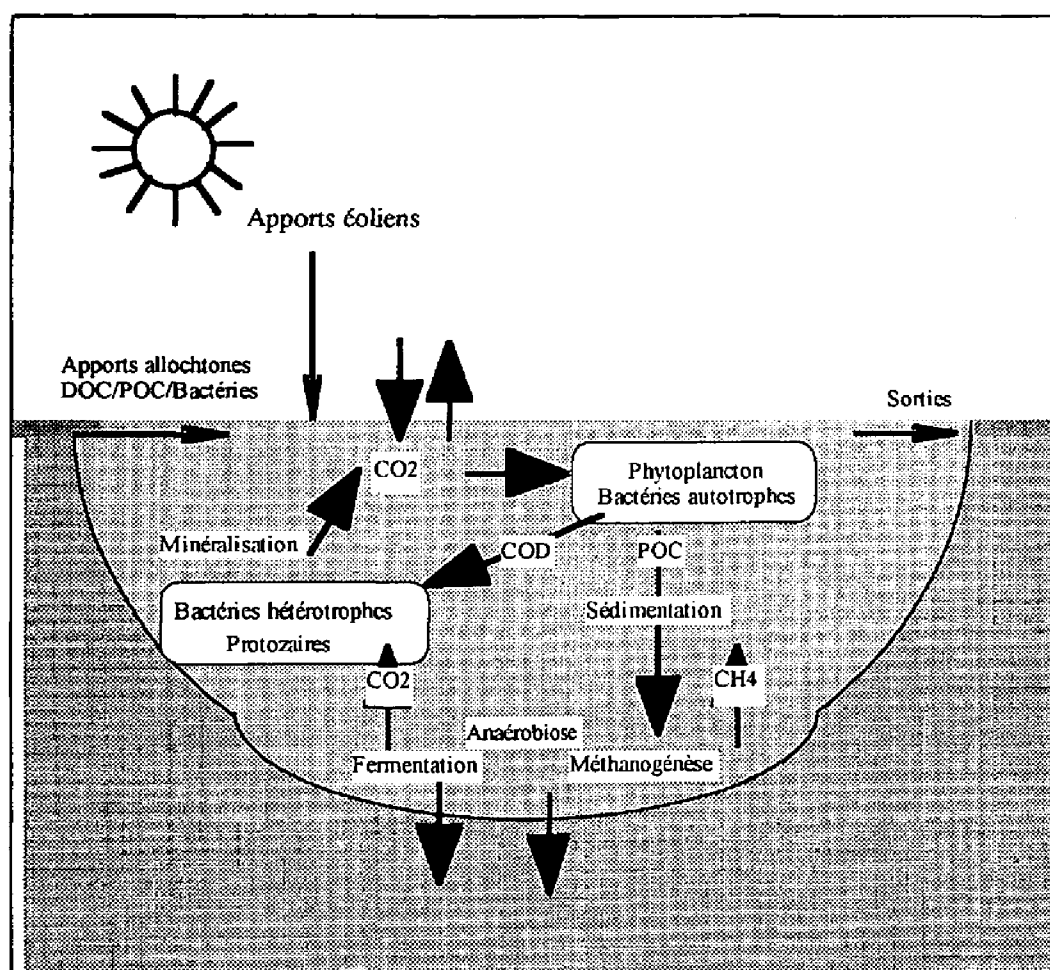 Apports éoliens
Apports allochtones
DOC/POC/Bactéries
Sorties
CO2
Phytoplancton
Bactéries autotrophes
Minéralisation
COD
POC
Bactéries hétérotrophes
Protozaires
Sédimentation
CO2
CH4
Anaérobiose
Fermentation
Méthanogénèse